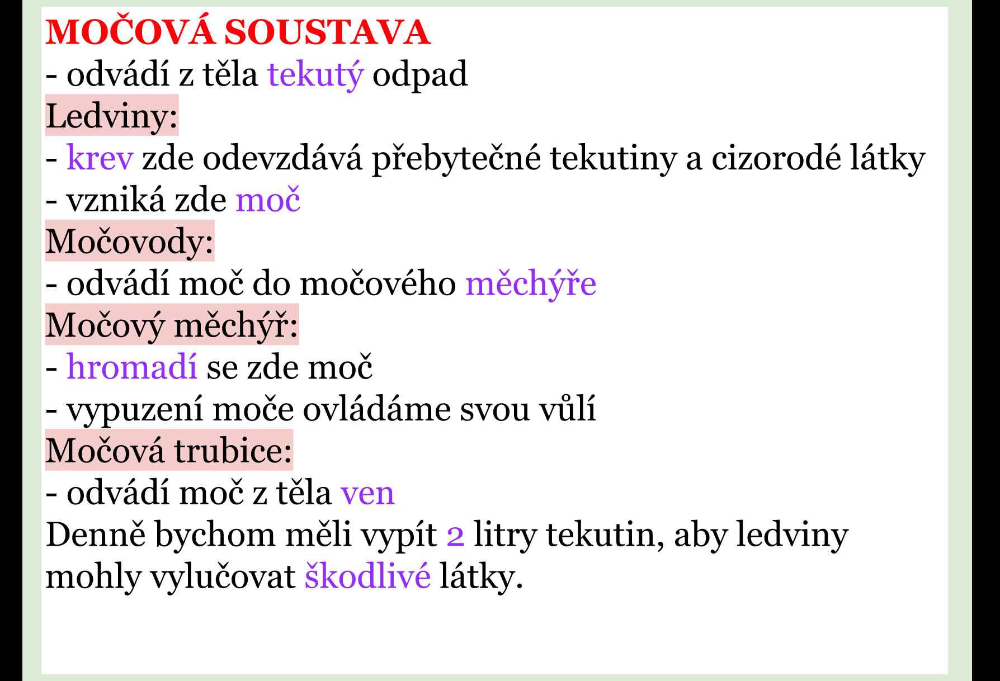 MOČOVÁ SOUSTAVA
- odvádí z těla tekutý odpad
Ledviny:
- krev zde odevzdává přebytečné tekutiny a cizorodé látky
- vzniká zde moč
Močovody:
- odvádí moč do močového měchýře
Močový měchýř:
- hromadí se zde moč
- vypuzení moče ovládáme svou vůlí
Močová trubice:
- odvádí moč z těla ven
Denně bychom měli vypít 2 litry tekutin, aby ledviny
mohly vylučovat škodlivé látky.